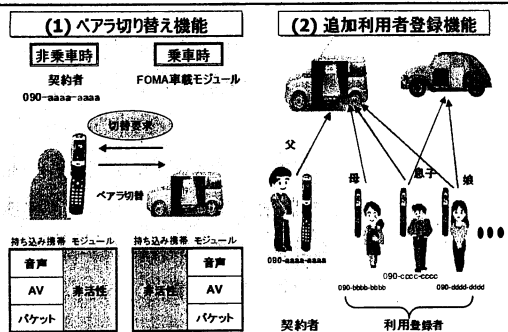 (1) ペアラ切り替え機能
非乗車時
乗車時
契約者
FOMA車載モジュール
090-aaaa-aaaa
切替要求
ペアラ切替
持ち込み携帯 モジュール
音声
AV
パケット
非活性
持ち込み携帯 モジュール
非活性
音声
AV
パケット
(2) 追加利用者登録機能
父
母
息子
娘
090-aaaa-aaaa
090-bbbb-bbbb
090-cccc-cccc
090-dddd-dddd
契約者
利用登録者